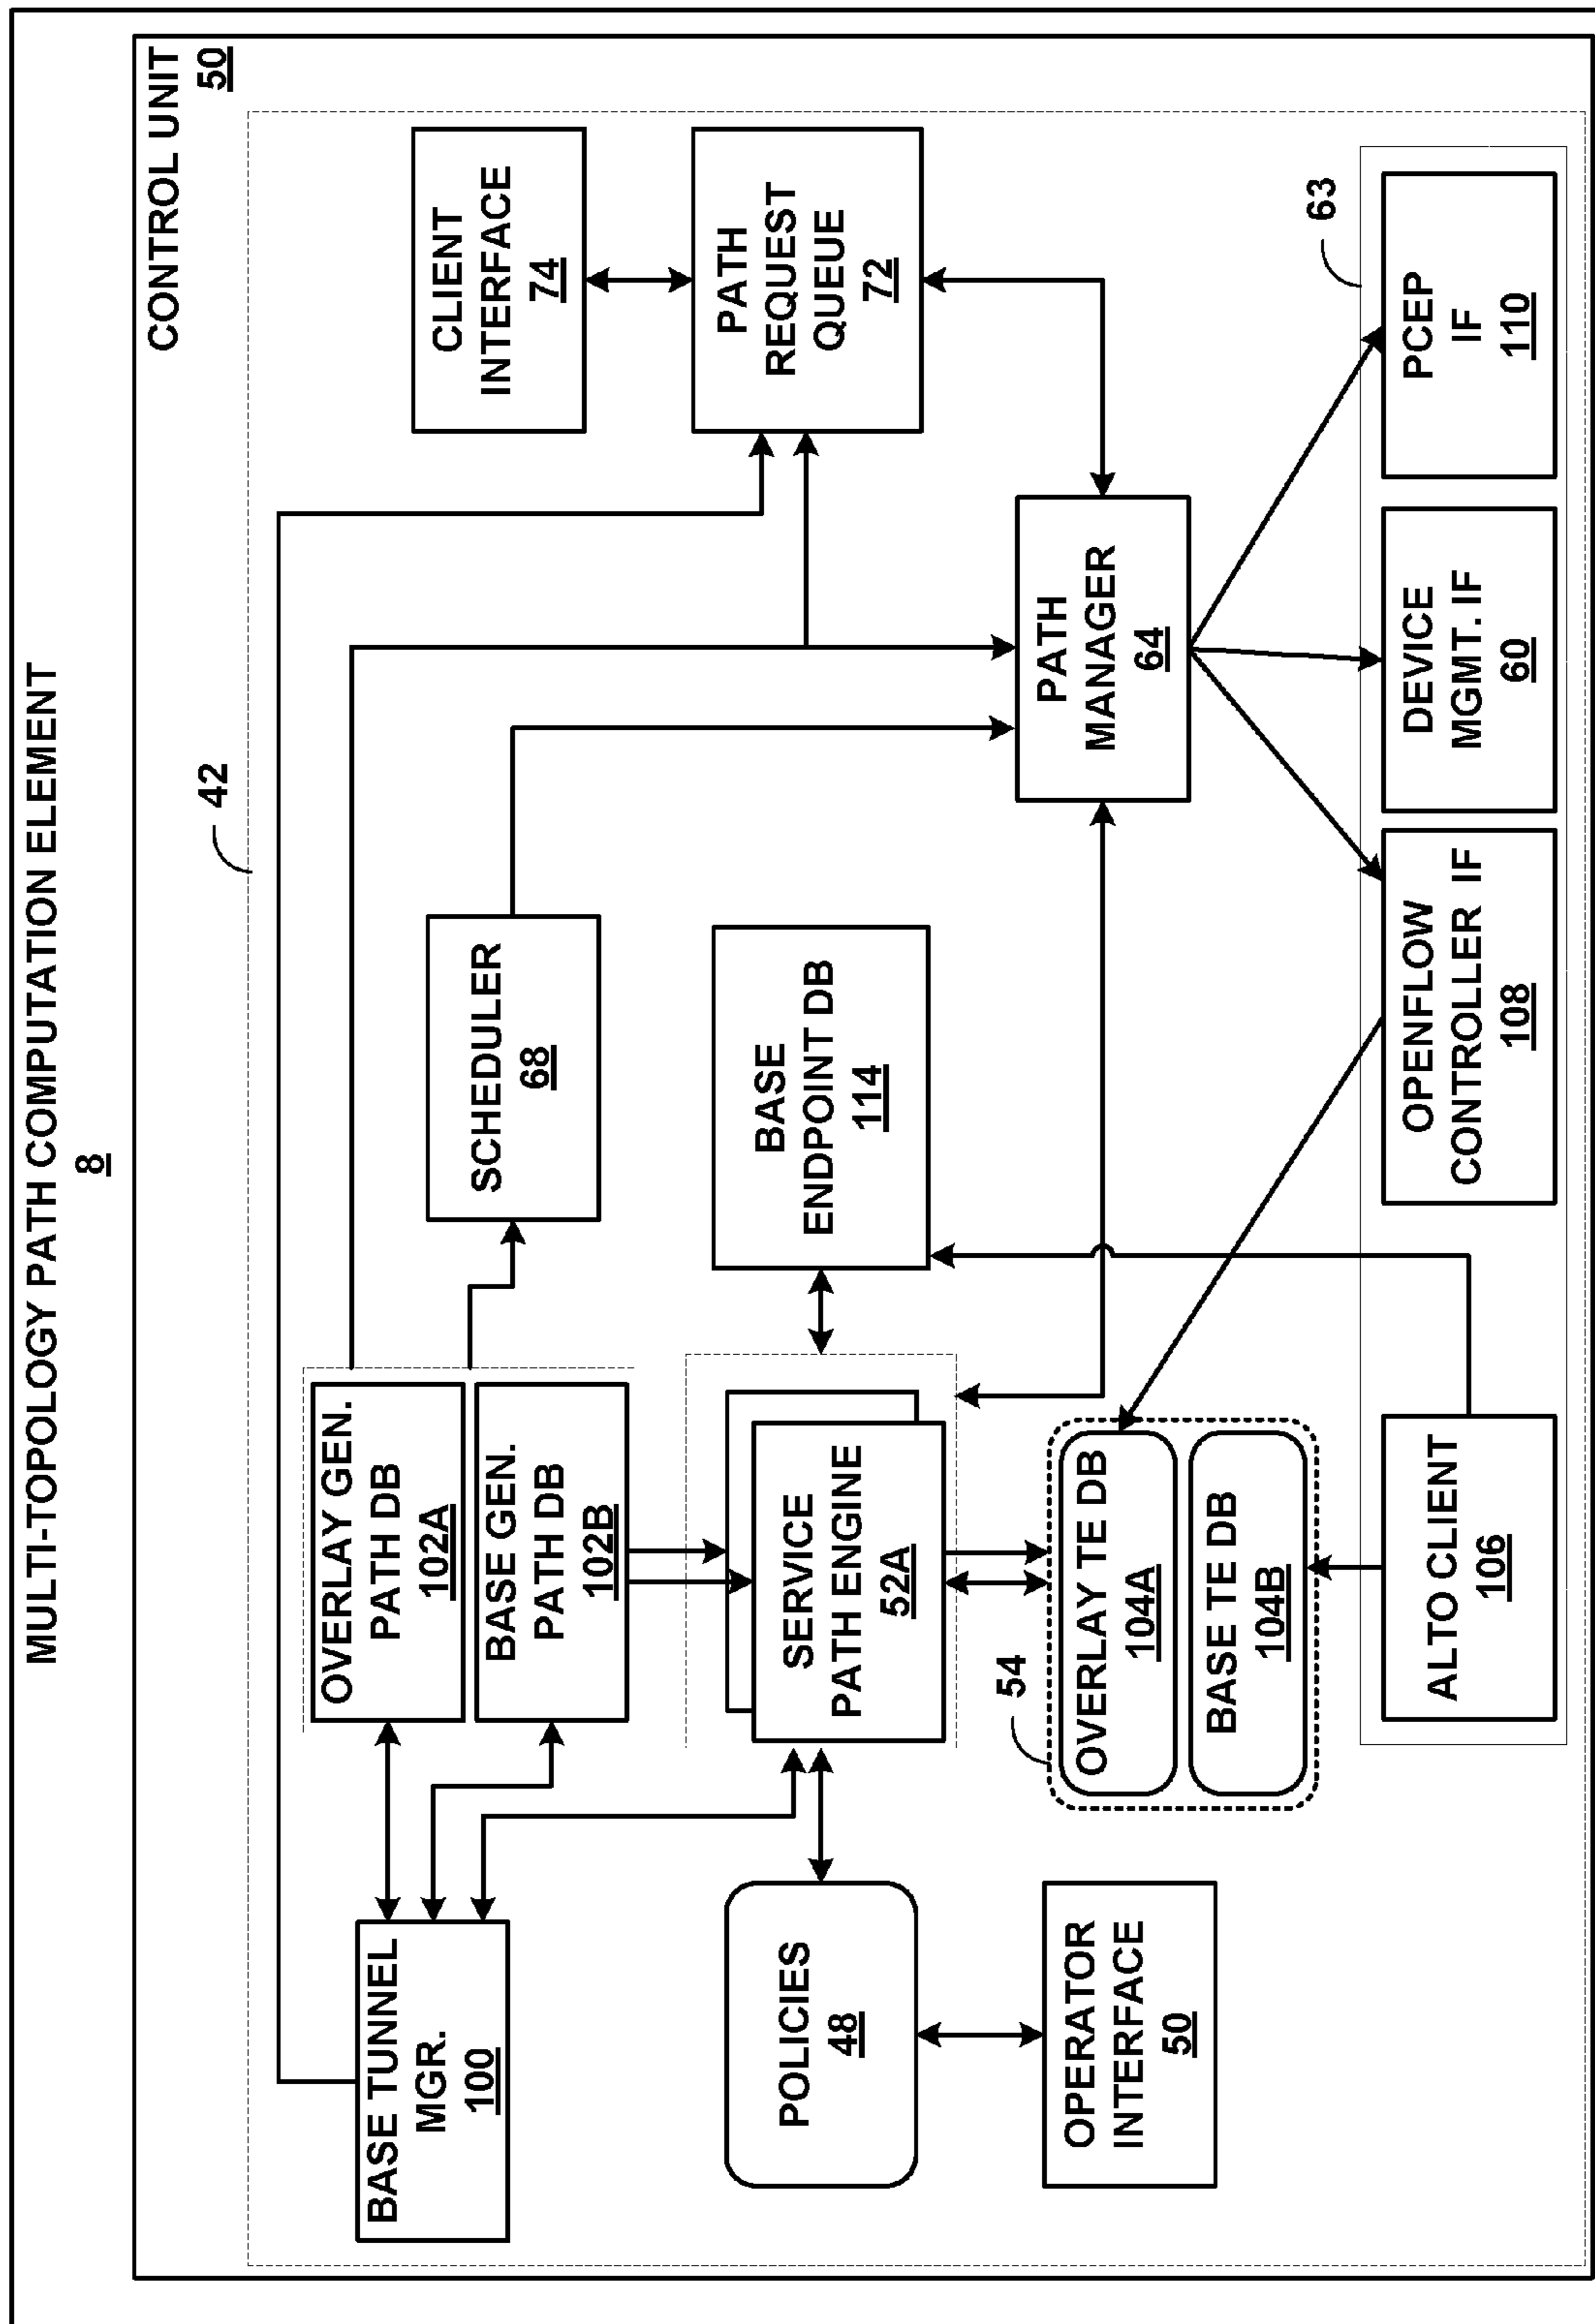 MULTI-TOPOLOGY PATH COMPUTATION ELEMENT
8
CONTROL UNIT
50
42
BASE TUNNEL
MGR.
100
OVERLAY GEN.
PATH DB
102A
BASE GEN.
PATH DB
102B
SCHEDULER
68
CLIENT
INTERFACE
74
POLICIES
48
SERVICE
PATH ENGINE
52A
BASE
ENDPOINT DB
114
PATH
REQUEST
QUEUE
72
OPERATOR
INTERFACE
50
54
OVERLAY TE DB
104A
BASE TE DB
104B
PATH
MANAGER
64
63
ALTO CLIENT
106
OPENFLOW
CONTROLLER IF
108
DEVICE
MGMT. IF
60
PCEP
IF
110